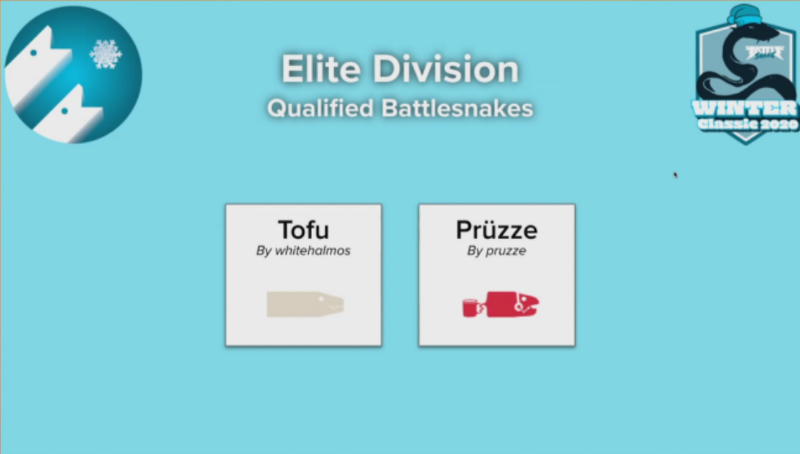 Elite Division
Qualified Battlesnakes
WINTER
Classic 2020
Tofu
By whitehalmos
Prüzze
By pruzze